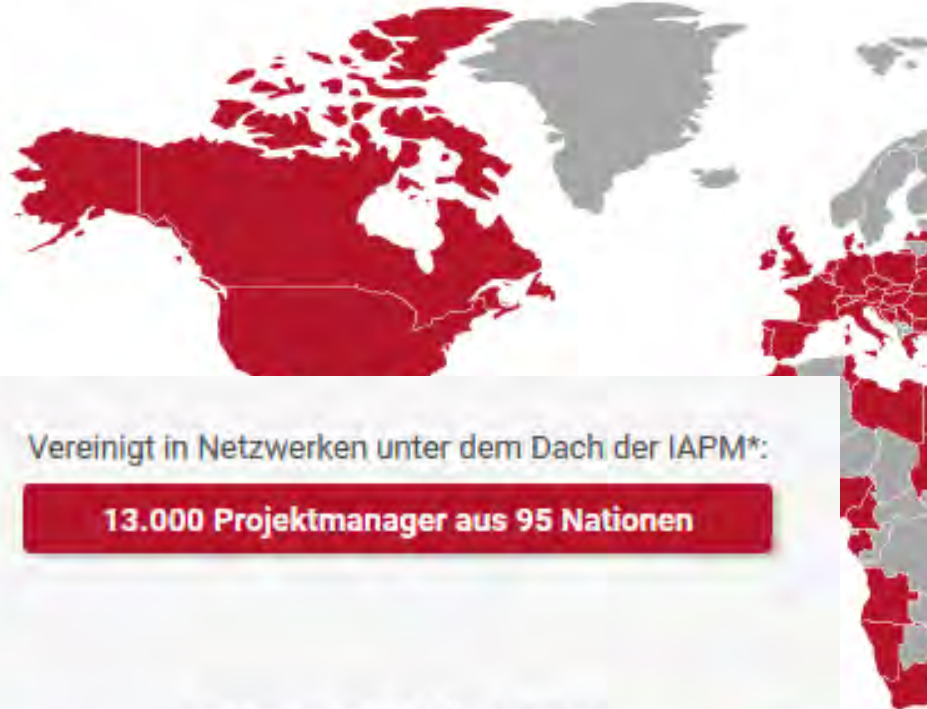 Vereinigt in Netzwerken unter dem Dach der IAPM*:
13.000 Projektmanager aus 95 Nationen